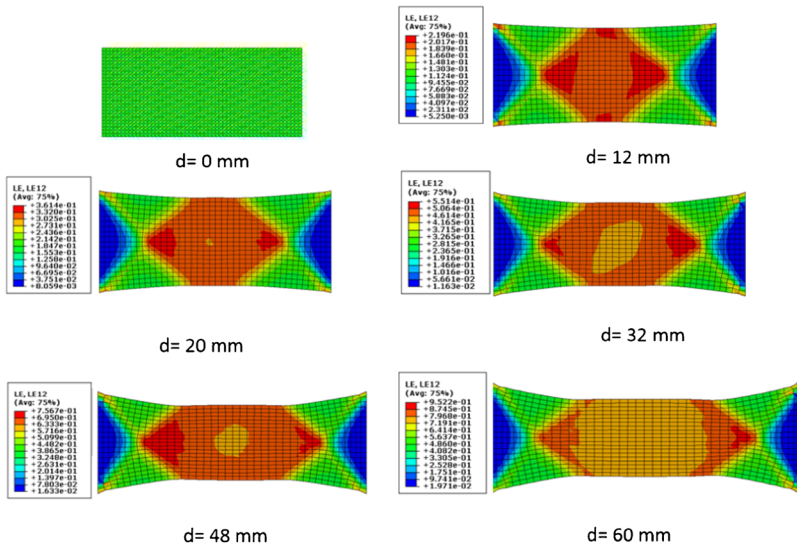 d= 0 mm
LE, LE12
(Avg: 75%)
+2.196e-01
+2.017e-01
+1.839e-01
+1.660e-01
+1.481e-01
+1.303e-01
+1.124e-01
+9.455e-02
+7.669e-02
+5.883e-02
+4.097e-02
+2.311e-02
+5.250e-03
d= 12 mm
LE, LE12
(Avg: 75%)
+3.614e-01
+3.320e-01
+3.025e-01
+2.731e-01
+2.436e-01
+2.142e-01
+1.847e-01
+1.553e-01
+1.258e-01
+9.640e-02
+6.695e-02
+3.751e-02
+8.059e-03
d= 20 mm
LE, LE12
(Avg: 75%)
+5.514e-01
+5.064e-01
+4.614e-01
+4.165e-01
+3.715e-01
+3.265e-01
+2.815e-01
+2.365e-01
+1.916e-01
+1.466e-01
+1.016e-01
+5.661e-02
+1.163e-02
d= 32 mm
LE, LE12
(Avg: 75%)
+7.567e-01
+6.950e-01
+6.333e-01
+5.716e-01
+5.099e-01
+4.482e-01
+3.865e-01
+3.248e-01
+2.631e-01
+2.014e-01
+1.397e-01
+7.803e-02
+1.633e-02
d= 48 mm
LE, LE12
(Avg: 75%)
+9.522e-01
+8.745e-01
+7.968e-01
+7.191e-01
+6.414e-01
+5.637e-01
+4.860e-01
+4.082e-01
+3.305e-01
+2.528e-01
+1.751e-01
+9.741e-02
+1.971e-02
d= 60 mm